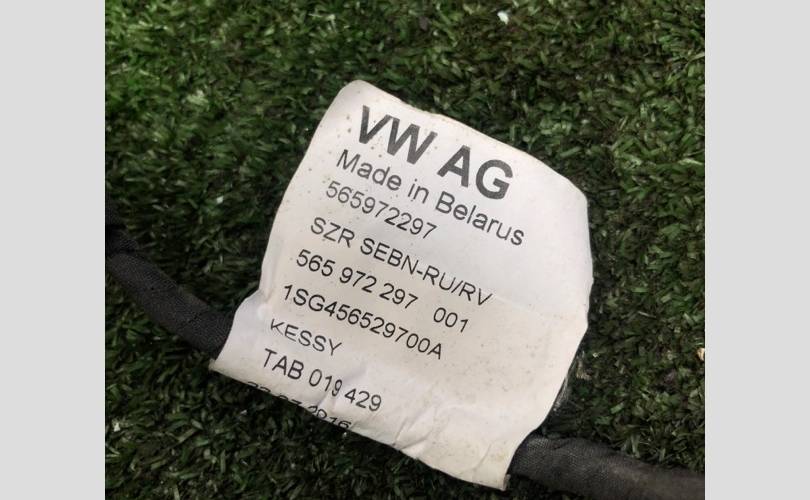 VW AG
Made in Belarus
565972297
SZR SEBN-RU/RV
565 972 297 001
1SG456529700A
KESSY
TAB 019 429